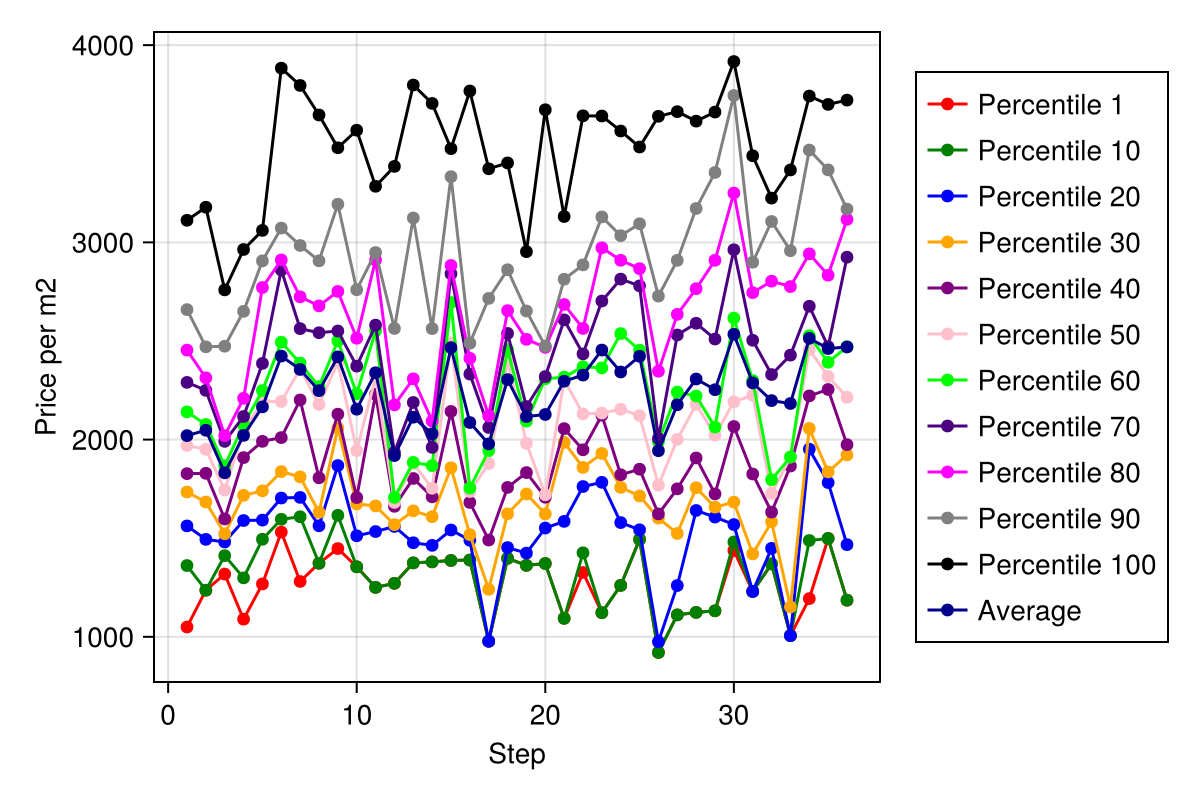 4000
3000
2000
1000
Price per m2
0 10 20 30
Step
Percentile 1
Percentile 10
Percentile 20
Percentile 30
Percentile 40
Percentile 50
Percentile 60
Percentile 70
Percentile 80
Percentile 90
Percentile 100
Average